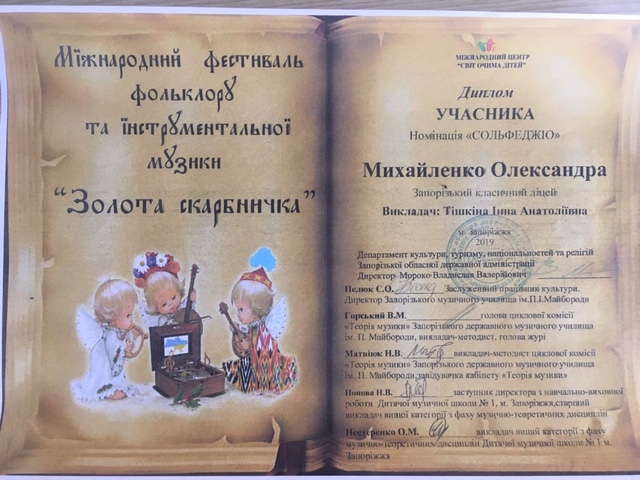 Міжнародний фестиваль
фольклору
та інструментальної
музики
“Золота скарбничка”
МІЖНАРОДНИЙ ЦЕНТР
“СВІТ ОЧИМА ДІТЕЙ”
Диплом
УЧАСНИКА
Номінація «СОЛЬФЕДЖІО»
Михайленко Олександра
Запорізький класичний ліцей
Викладач: Тішкіна Інна Анатоліївна
м. Запоріжжя
2019
Департамент культури, туризму, національностей та релігій
Запорізької обласної державної адміністрації
Директор Мороко Владислав Валерійович
Пелюк Є.О. Заслужений працівник культури.
Директор Запорізького музичного училища ім.П.І.Майбороди
Горський В.М. голова циклової комісії
«Теорія музики» Запорізького державного музичного училища
ім. П. Майбороди, викладач-методист, голова журі
Матвіюк Н.В. викладач-методист циклової комісії
«Теорія музики» Запорізького державного музичного училища
ім. П. Майбороди,завідувачка кабінету «Теорія музики»
Попова Н.В. заступник директора з навчально-виховної
роботи Дитячої музичної школи № 1, м. Запоріжжя,старший
викладач вищої категорії з фаху музично-теоретичних дисциплін
Нестеренко О.М. викладач вищої категорії з фаху
музично-теоретичних дисциплін Дитячої музичної школи № 1 м.
Запоріжжя